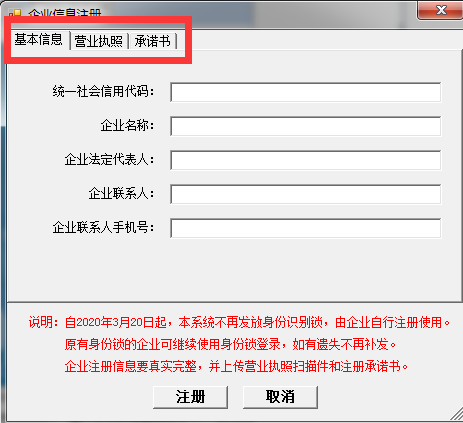 企业信息注册
基本信息 营业执照 承诺书
统一社会信用代码：
企业名称：
企业法定代表人：
企业联系人：
企业联系人手机号：
说明：自2020年3月20日起，本系统不再发放身份识别锁，由企业自行注册使用。
原有身份锁的企业可继续使用身份锁登录，如有遗失不再补发。
企业注册信息要真实完整，并上传营业执照扫描件和注册承诺书。
注册 取消